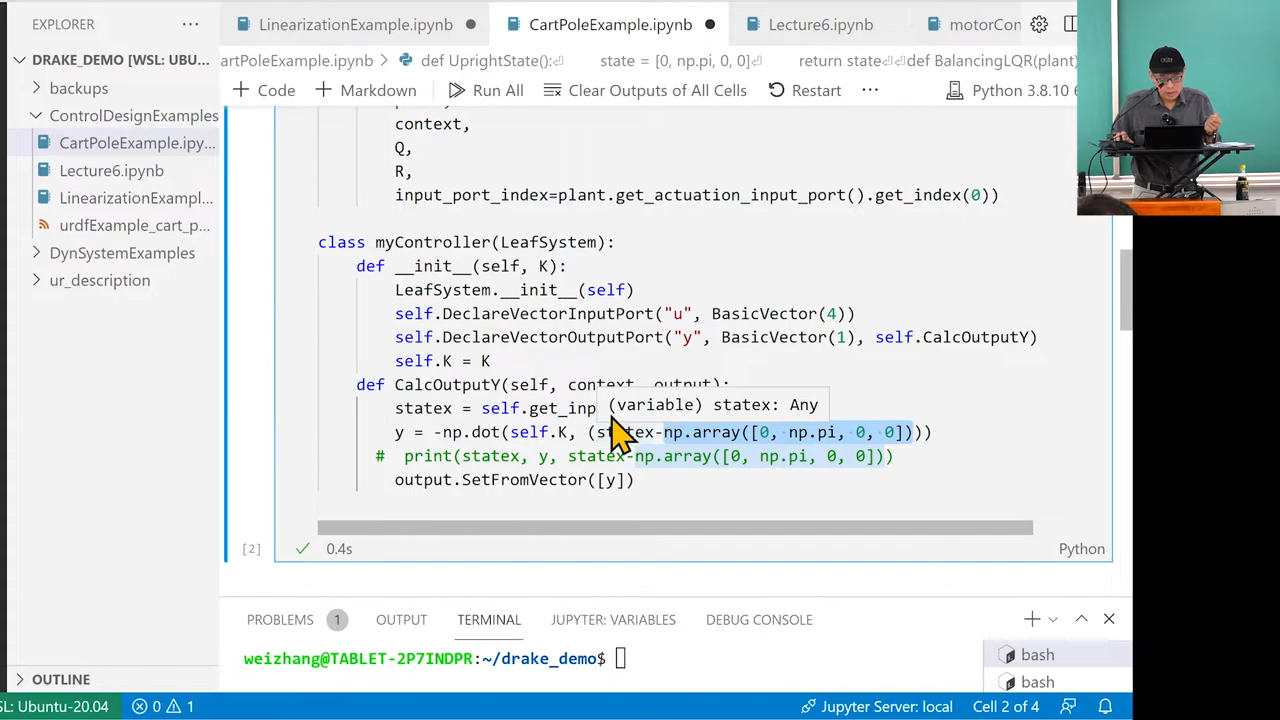 EXPLORER
DRAKE_DEMO [WSL: UBU...
backups
ControlDesignExamples
CartPoleExample.ipy...
Lecture6.ipynb
LinearizationExampl...
urdfExample_cart_p...
DynSystemExamples
ur_description
OUTLINE
LinearizationExample.ipynb
CartPoleExample.ipynb
Lecture6.ipynb
motorCon
artPoleExample.ipynb > def UprightState():
state = [0, np.pi, 0, 0]
return state def BalancingLQR(plant)
+ Code + Markdown Run All Clear Outputs of All Cells Restart ... Python 3.8.10
context,
Q,
R,
input_port_index=plant.get_actuation_input_port().get_index(0))
class myController(LeafSystem):
def __init__(self, K):
LeafSystem.__init__(self)
self.DeclareVectorInputPort("u", BasicVector(4))
self.DeclareVectorOutputPort("y", BasicVector(1), self.CalcOutputY)
self.K = K
def CalcOutputY(self, context, output):
statex = self.get_inp
(variable) statex: Any
y = -np.dot(self.K, (statex-np.array([0, np.pi, 0, 0])))
# print(statex, y, statex-np.array([0, np.pi, 0, 0]))
output.SetFromVector([y])
[2] 0.4s Python
PROBLEMS 1 OUTPUT TERMINAL JUPYTER: VARIABLES DEBUG CONSOLE
weizhang@TABLET-2P7INDPR:~/drake_demo$
bash
bash
SL: Ubuntu-20.04 0 1 Jupyter Server: local Cell 2 of 4